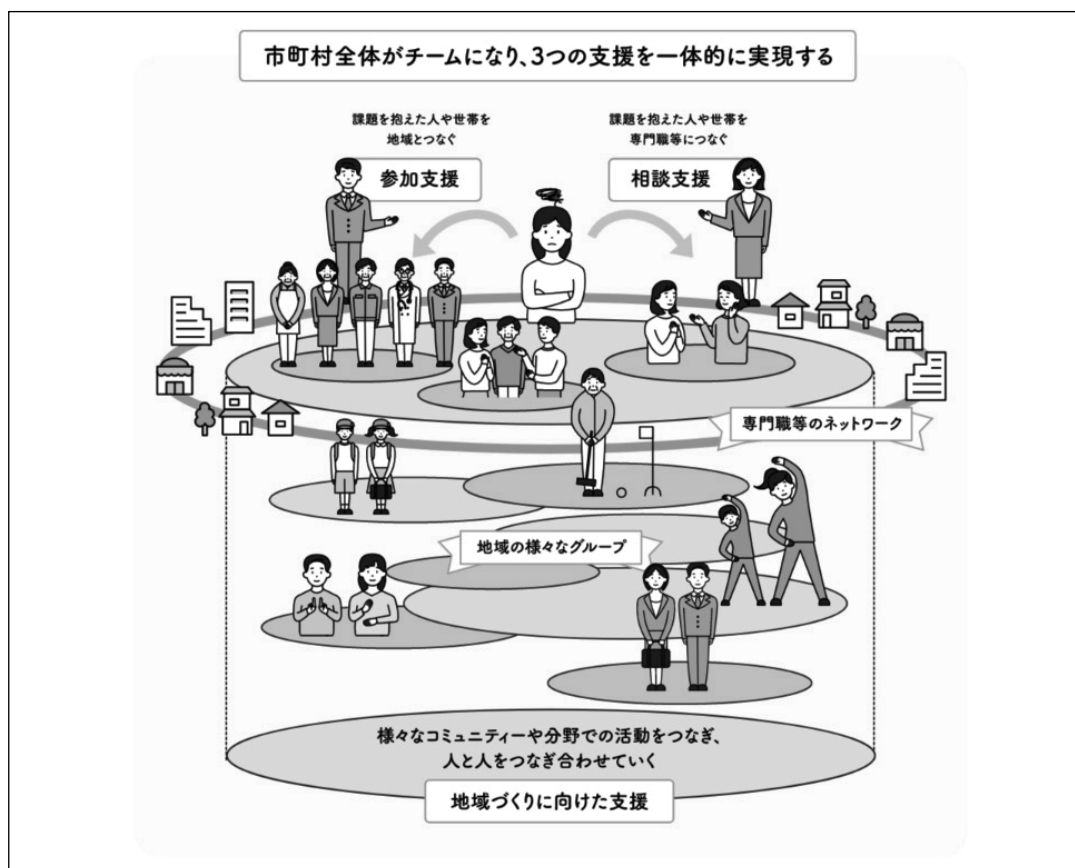 市町村全体がチームになり、3つの支援を一体的に実現する
課題を抱えた人や世帯を
地域とつなぐ
参加支援
課題を抱えた人や世帯を
専門職等につなぐ
相談支援
専門職等のネットワーク
地域の様々なグループ
様々なコミュニティーや分野での活動をつなぎ、
人と人をつなぎ合わせていく
地域づくりに向けた支援